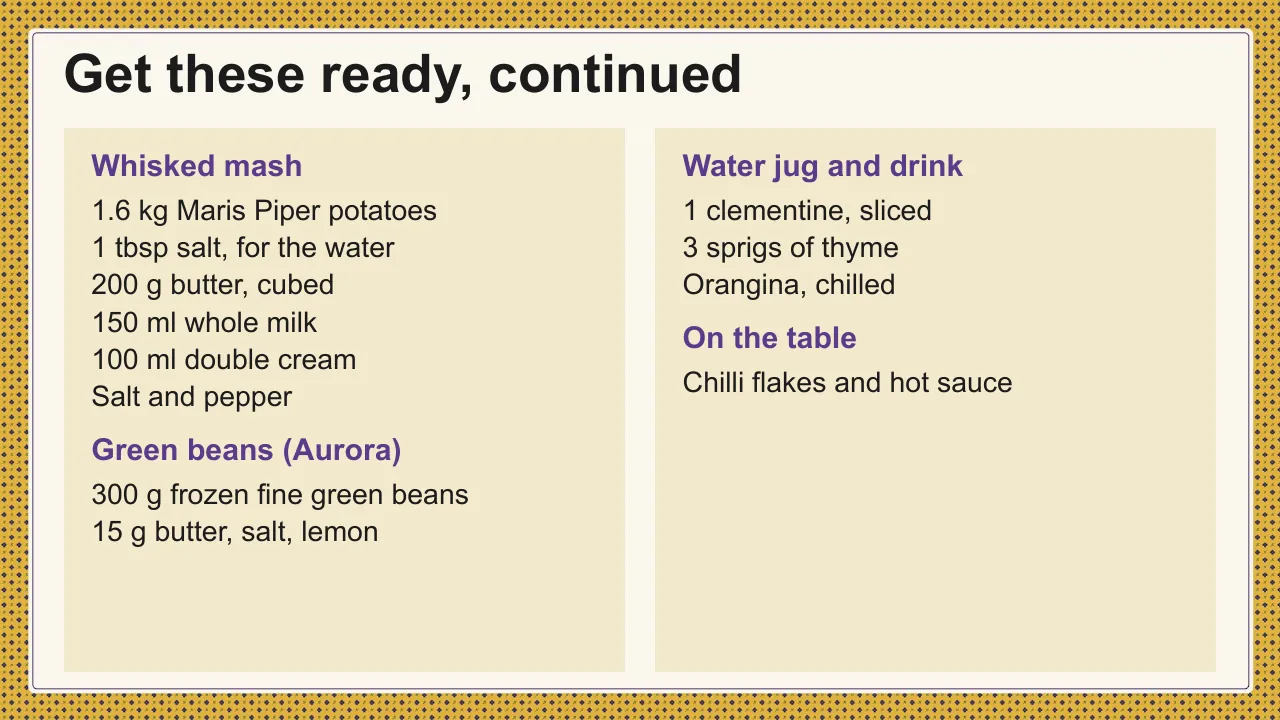 Get these ready, continued
Whisked mash
1.6 kg Maris Piper potatoes
1 tbsp salt, for the water
200 g butter, cubed
150 ml whole milk
100 ml double cream
Salt and pepper
Green beans (Aurora)
300 g frozen fine green beans
15 g butter, salt, lemon
Water jug and drink
1 clementine, sliced
3 sprigs of thyme
Orangina, chilled
On the table
Chilli flakes and hot sauce